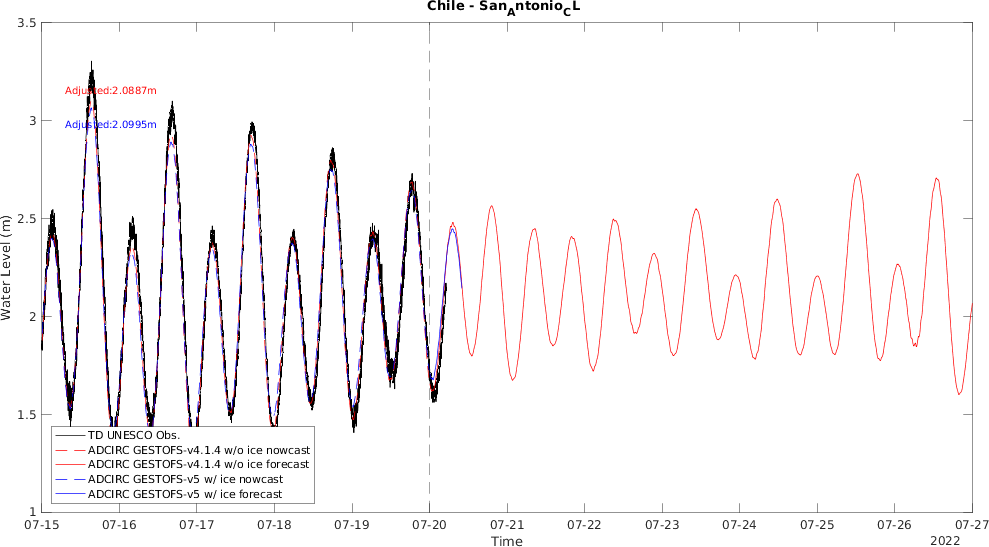 Chile - San_Antonio_CL
3.5
3
2.5
2
1.5
1
Water Level (m)
Adjusted:2.0887m
Adjusted:2.0995m
TD UNESCO Obs.
ADCIRC GESTOFS-v4.1.4 w/o ice nowcast
ADCIRC GESTOFS-v4.1.4 w/o ice forecast
ADCIRC GESTOFS-v5 w/ ice nowcast
ADCIRC GESTOFS-v5 w/ ice forecast
07-15 07-16 07-17 07-18 07-19 07-20 07-21 07-22 07-23 07-24 07-25 07-26 07-27
Time
2022